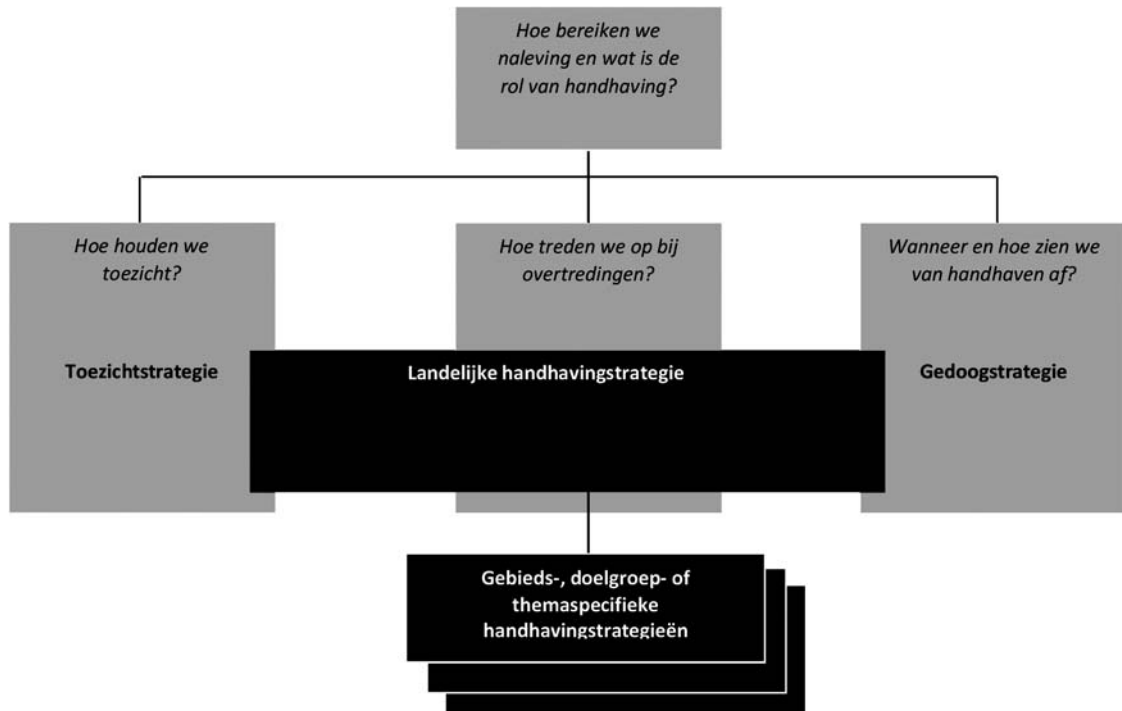 Hoe bereiken we
naleving en wat is de
rol van handhaving?
Hoe houden we
toezicht?
Toezichtstrategie
Hoe treden we op bij
overtredingen?
Landelijke handhavingstrategie
Wanneer en hoe zien we
van handhaven af?
Gedoogstrategie
Gebieds-, doelgroep- of
themaspecifieke
handhavingstrategieën